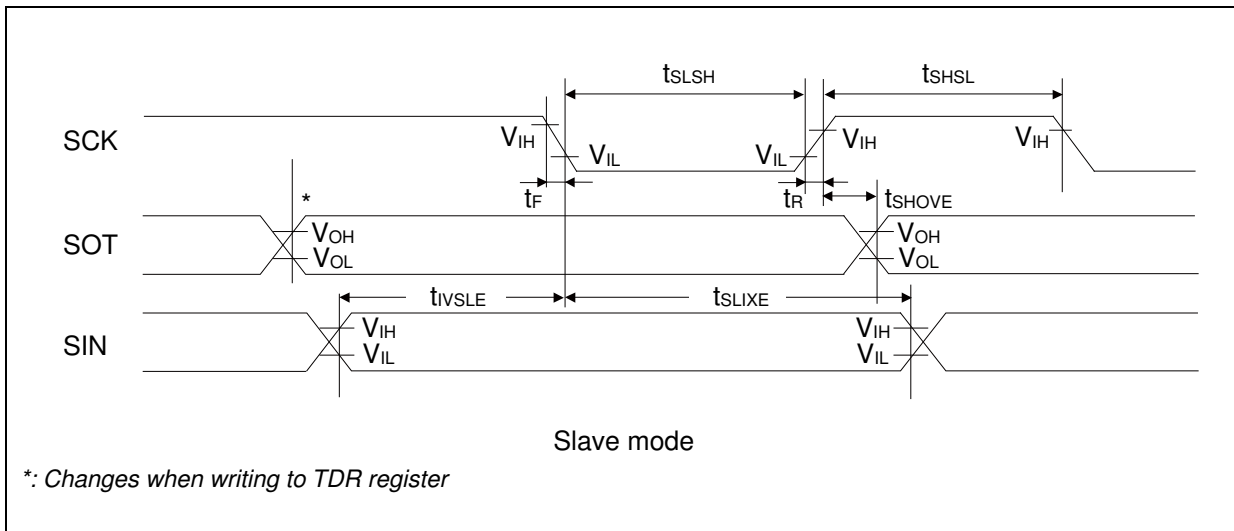 tSLSH tSHSL
SCK VIH VIL VIL VIH VIH
tF tR tSHOVE
*
SOT VOH VOH
VOL VOL
tIVSLE tSLIXE
SIN VIH VIH
VIL VIL
Slave mode
*: Changes when writing to TDR register